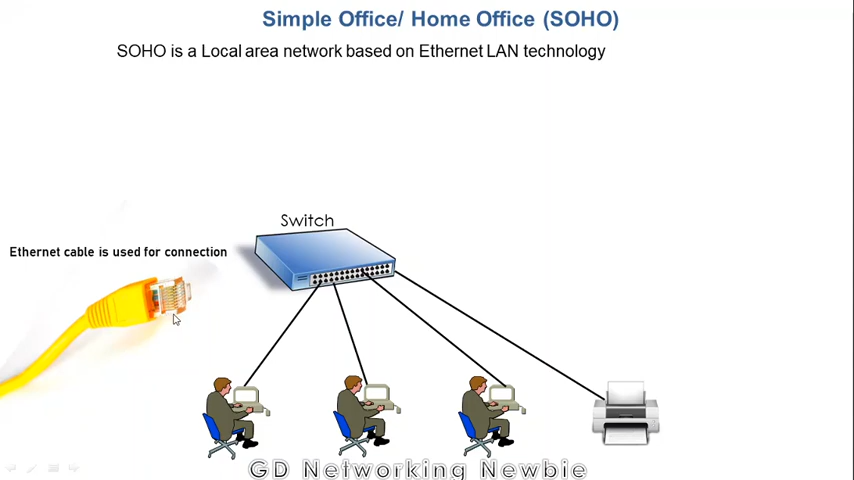 Simple Office/ Home Office (SOHO)
SOHO is a Local area network based on Ethernet LAN technology
Switch
Ethernet cable is used for connection
GD Networking Newbie